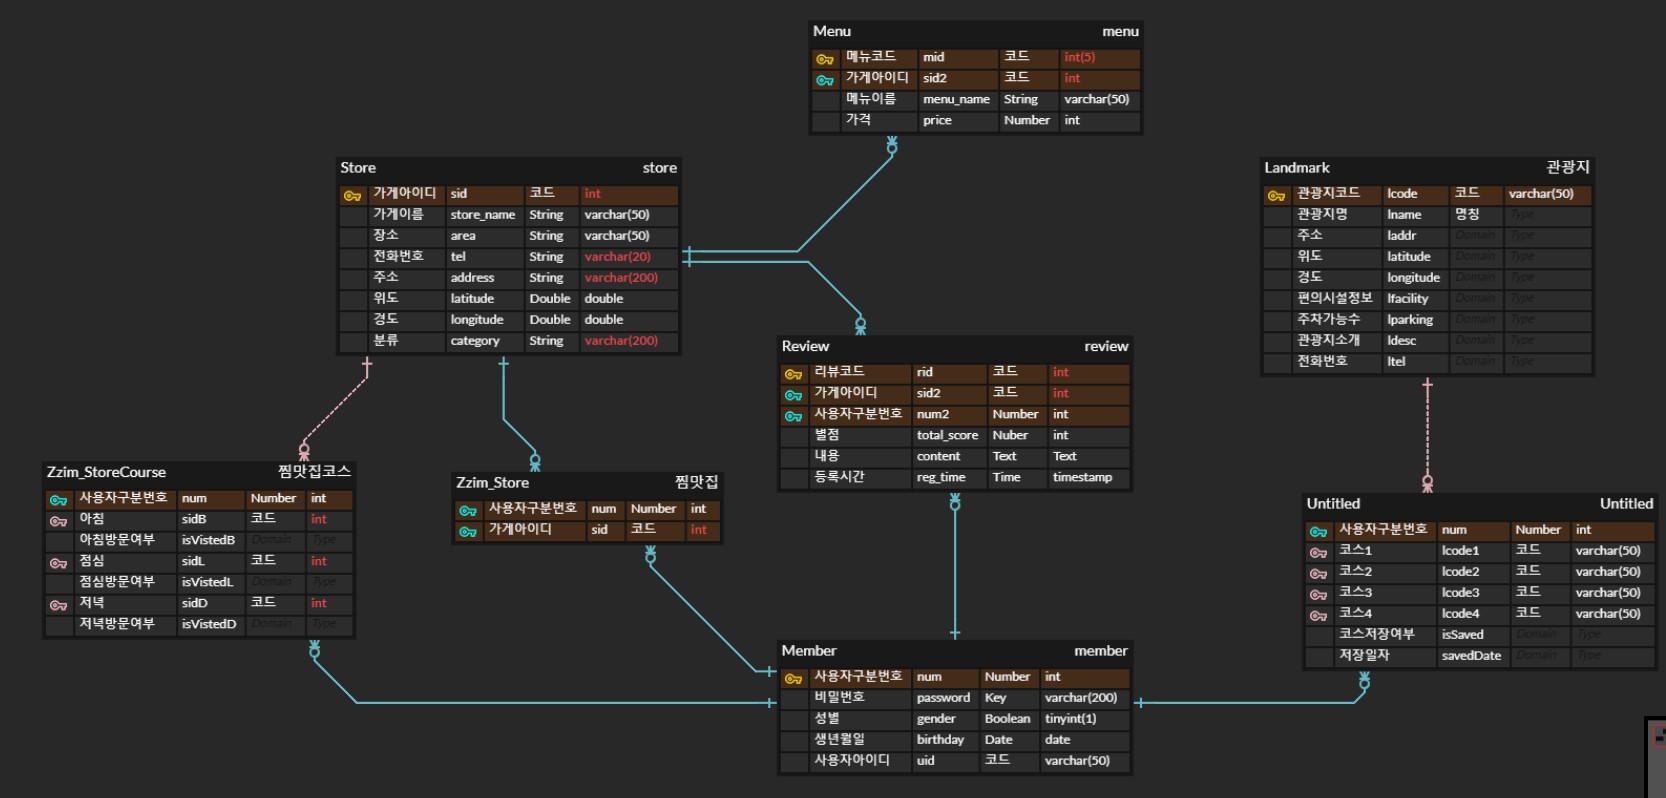 Menu menu
메뉴코드 mid 코드 int(5)
가게아이디 sid2 코드 int
메뉴이름 menu_name String varchar(50)
가격 price Number int
Store store
가게아이디 sid 코드 int
가게이름 store_name String varchar(50)
장소 area String varchar(50)
전화번호 tel String varchar(20)
주소 address String varchar(200)
위도 latitude Double double
경도 longitude Double double
분류 category String varchar(200)
Landmark 관광지
관광지코드 lcode 코드 varchar(50)
관광지명 lname 명칭 Type
주소 laddr Domain Type
위도 latitude Domain Type
경도 longitude Domain Type
편의시설정보 lfacility Domain Type
주차가능수 lparking Domain Type
관광지소개 ldesc Domain Type
전화번호 ltel Domain Type
Review review
리뷰코드 rid 코드 int
가게아이디 sid2 코드 int
사용자구분번호 num2 Number int
별점 total_score Nuber int
내용 content Text Text
등록시간 reg_time Time timestamp
Zzim_StoreCourse 찜맛집코스
사용자구분번호 num Number int
아침 sidB 코드 int
아침방문여부 isVistedB Domain Type
점심 sidL 코드 int
점심방문여부 isVistedL Domain Type
저녁 sidD 코드 int
저녁방문여부 isVistedD Domain Type
Zzim_Store 찜맛집
사용자구분번호 num Number int
가게아이디 sid 코드 int
Untitled Untitled
사용자구분번호 num Number int
코스1 lcode1 코드 varchar(50)
코스2 lcode2 코드 varchar(50)
코스3 lcode3 코드 varchar(50)
코스4 lcode4 코드 varchar(50)
코스저장여부 isSaved Domain Type
저장일자 savedDate Domain Type
Member member
사용자구분번호 num Number int
비밀번호 password Key varchar(200)
성별 gender Boolean tinyint(1)
생년월일 birthday Date date
사용자아이디 uid 코드 varchar(50)